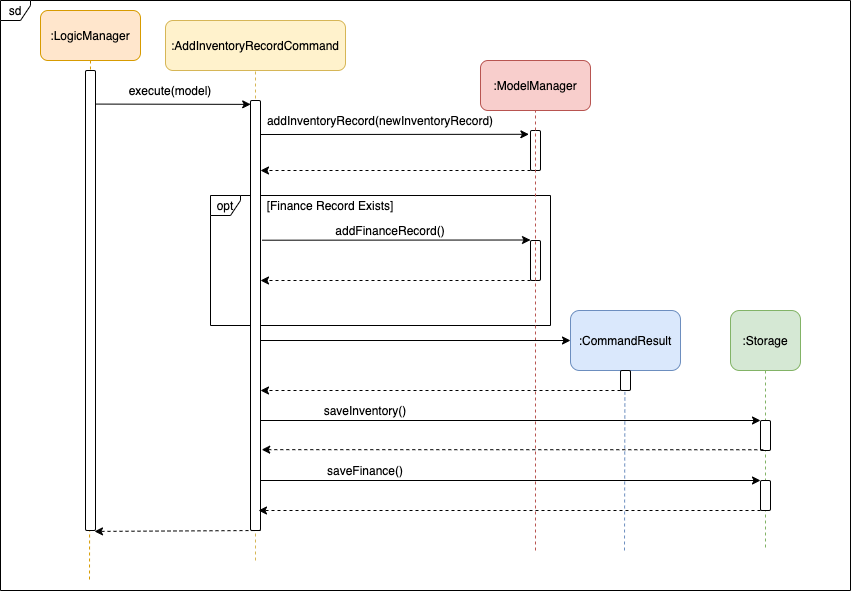 sd
:LogicManager
:AddInventoryRecordCommand
:ModelManager
execute(model)
addInventoryRecord(newInventoryRecord)
opt
[Finance Record Exists]
addFinanceRecord()
:CommandResult
:Storage
saveInventory()
saveFinance()